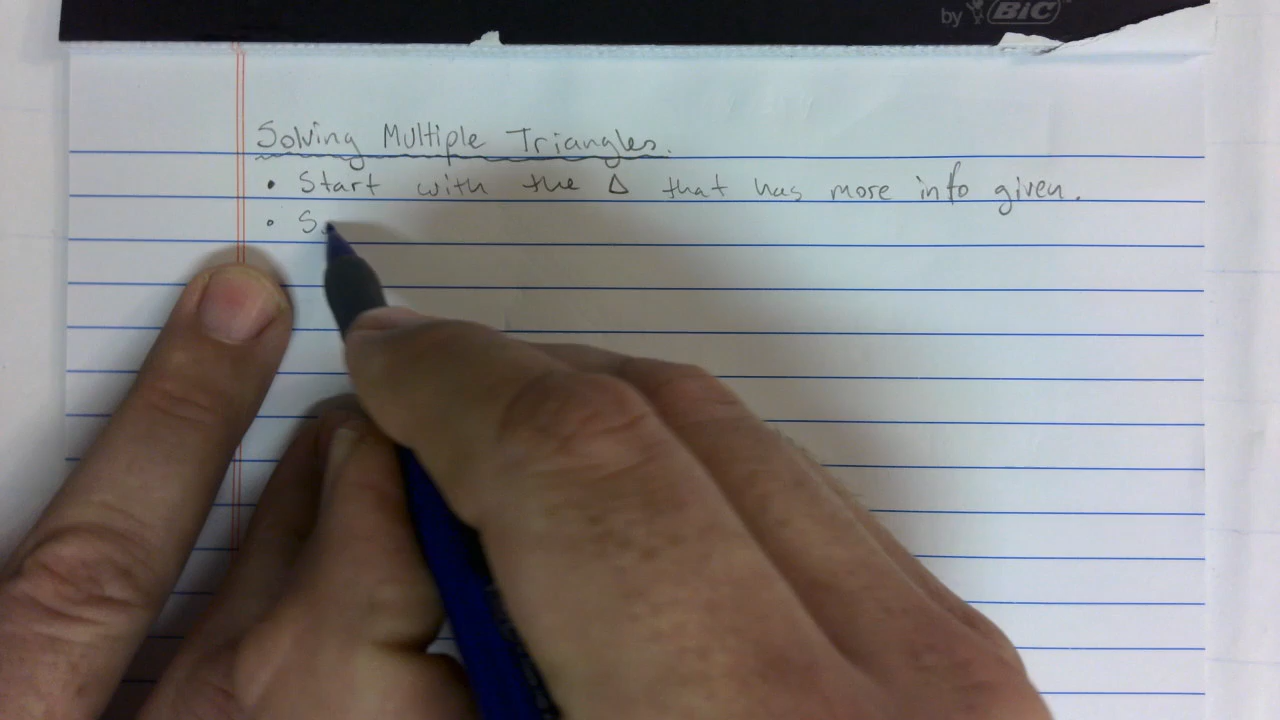 by BIC
Solving Multiple Triangles.
• Start with the Δ that has more info given.
• S